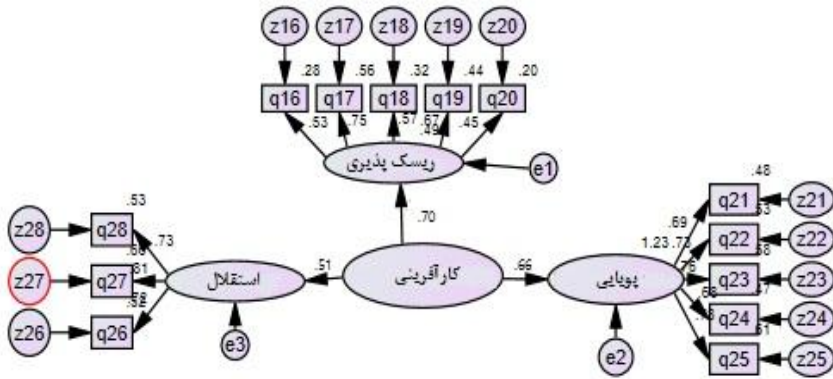 z16 z17 z18 z19 z20
.28 .56 .32 .44 .20
q16 q17 q18 q19 q20
.53 .75 .57 .67 .45
.49
ریسک پذیری
e1
.70
کارآفرینی
.51
.66
استقلال
e3
پویایی
e2
1.23
.53
z28 q28
.73
z27 q27
.81
z26 q26
.48
q21 z21
.69
q22 z22
.73
q23 z23
q24 z24
q25 z25